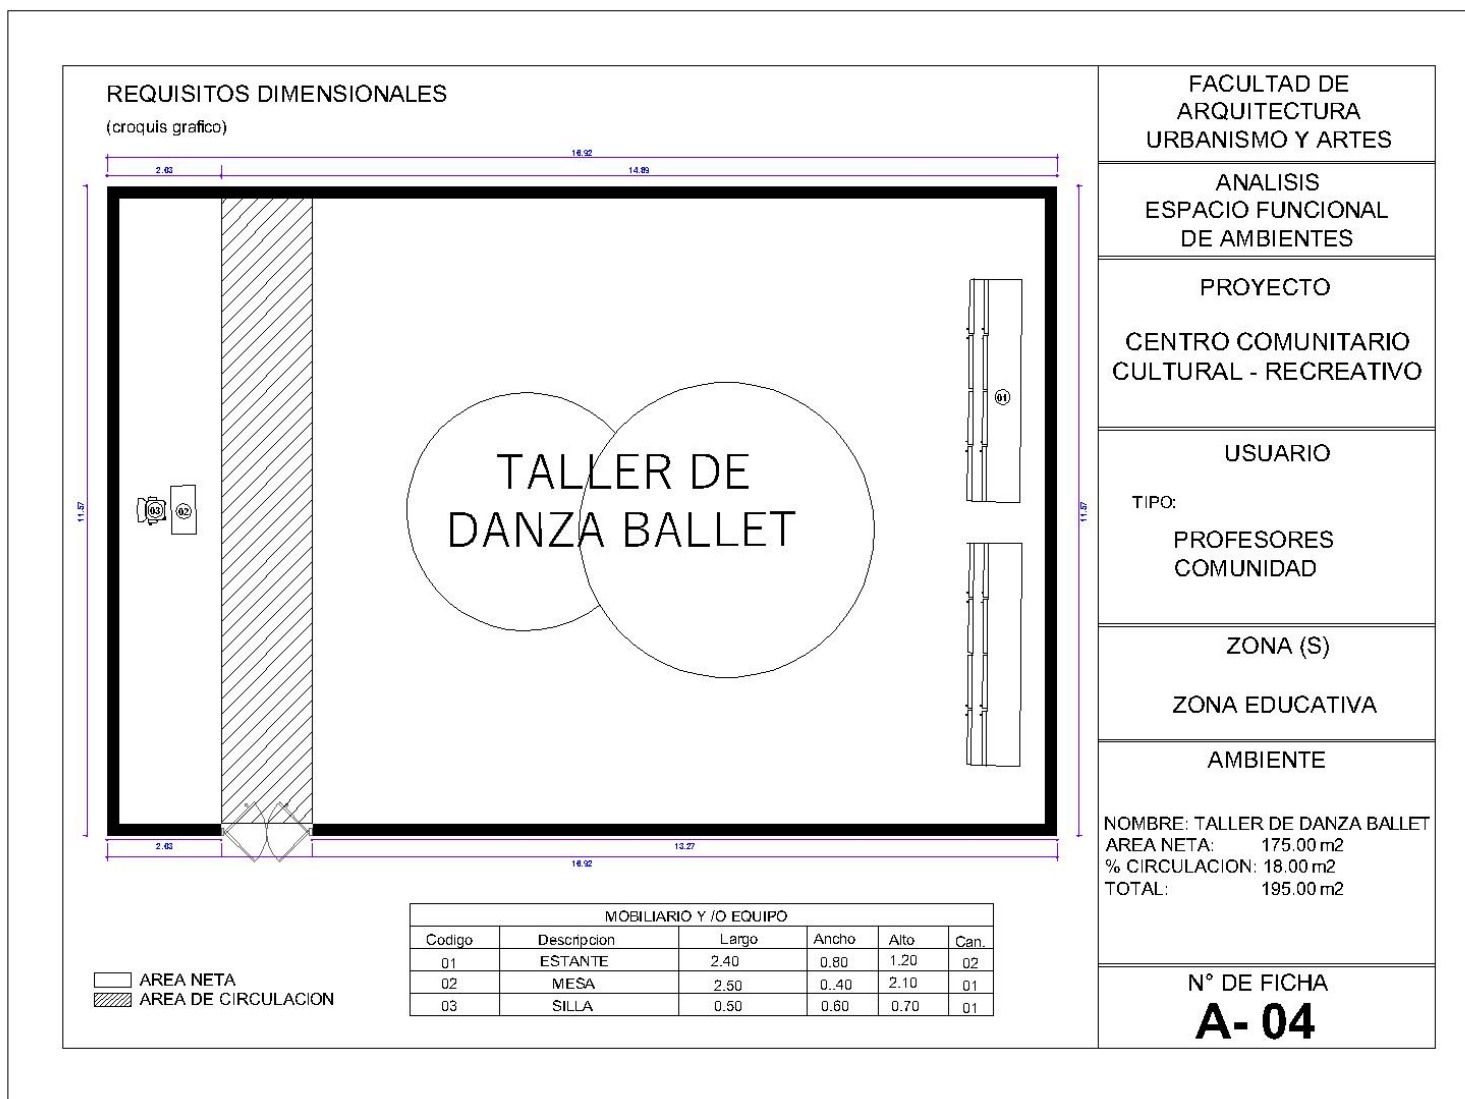 REQUISITOS DIMENSIONALES
(croquis grafico)
16.92
2.03
14.89
11.57
11.57
01
TALLER DE
DANZA BALLET
03
02
2.03
13.27
16.92
MOBILIARIO Y /O EQUIPO
Codigo Descripcion Largo Ancho Alto Can.
01 ESTANTE 2.40 0.80 1.20 02
02 MESA 2.50 0..40 2.10 01
03 SILLA 0.50 0.60 0.70 01
AREA NETA
AREA DE CIRCULACION
FACULTAD DE
ARQUITECTURA
URBANISMO Y ARTES
ANALISIS
ESPACIO FUNCIONAL
DE AMBIENTES
PROYECTO
CENTRO COMUNITARIO
CULTURAL - RECREATIVO
USUARIO
TIPO:
PROFESORES
COMUNIDAD
ZONA (S)
ZONA EDUCATIVA
AMBIENTE
NOMBRE: TALLER DE DANZA BALLET
AREA NETA: 175.00 m2
% CIRCULACION: 18.00 m2
TOTAL: 195.00 m2
N° DE FICHA
A- 04